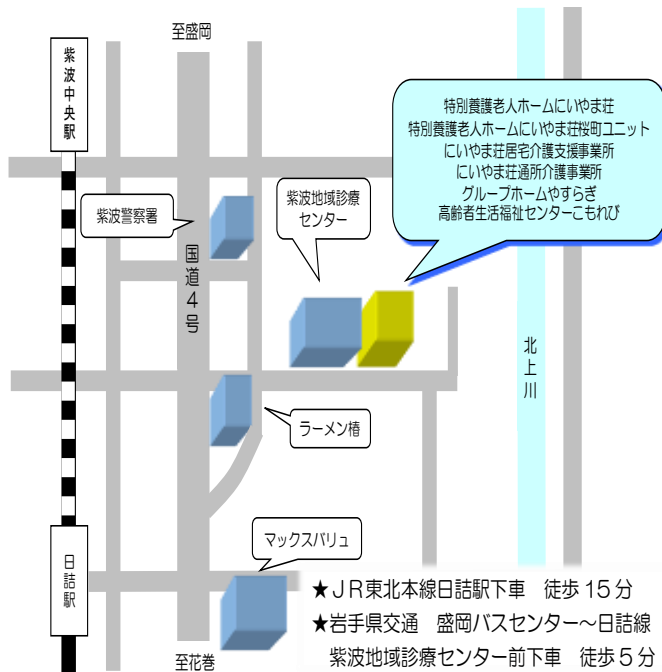 至盛岡
紫波中央駅
特別養護老人ホームにいやま荘
特別養護老人ホームにいやま荘桜町ユニット
にいやま荘居宅介護支援事業所
にいやま荘通所介護事業所
グループホームやすらぎ
高齢者生活福祉センターこもれび
紫波地域診療
センター
紫波警察署
国道4号
北上川
ラーメン椿
マックスバリュ
日詰駅
★JR東北本線日詰駅下車　徒歩15分
★岩手県交通　盛岡バスセンター～日詰線
紫波地域診療センター前下車　徒歩5分
至花巻